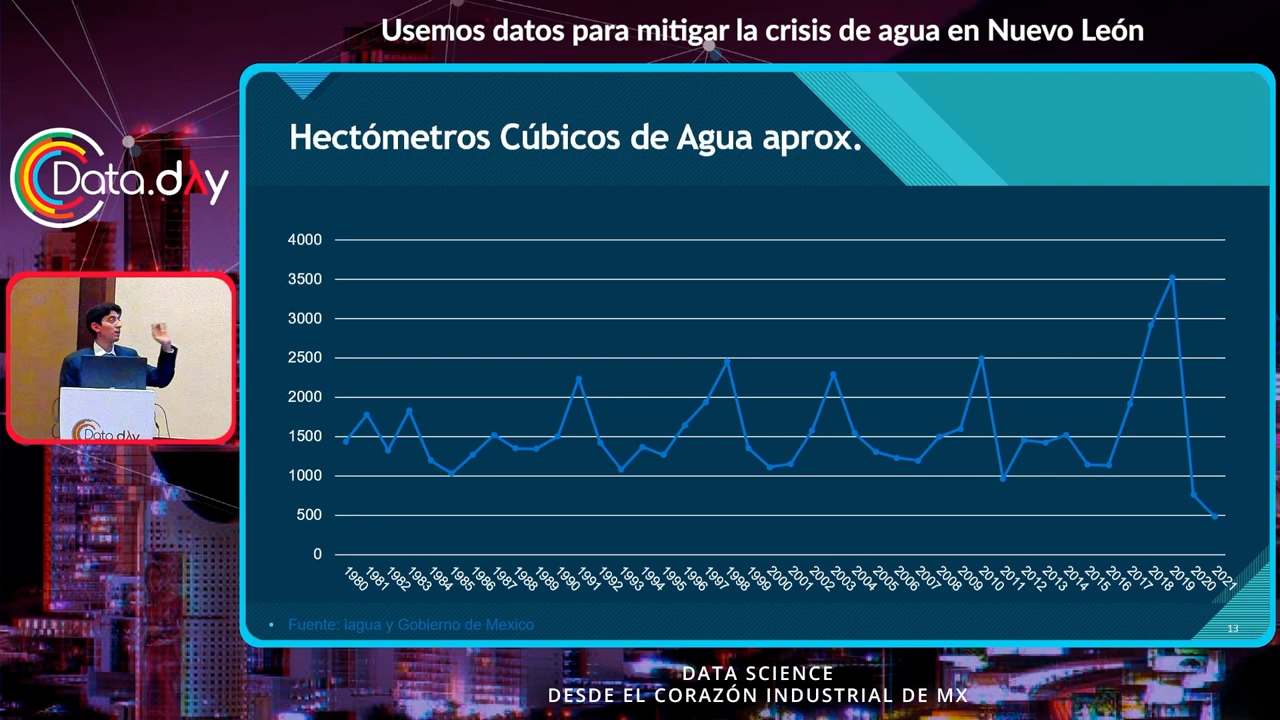 Usemos datos para mitigar la crisis de agua en Nuevo León
Data.dAy
Hectómetros Cúbicos de Agua aprox.
4000
3500
3000
2500
2000
1500
1000
500
0
1980 1981 1982 1983 1984 1985 1986 1987 1988 1989 1990 1991 1992 1993 1994 1995 1996 1997 1998 1999 2000 2001 2002 2003 2004 2005 2006 2007 2008 2009 2010 2011 2012 2013 2014 2015 2016 2017 2018 2019 2020 2021
• Fuente: Iagua y Gobierno de Mexico
13
Data.dAy
DATA SCIENCE
DESDE EL CORAZÓN INDUSTRIAL DE MX